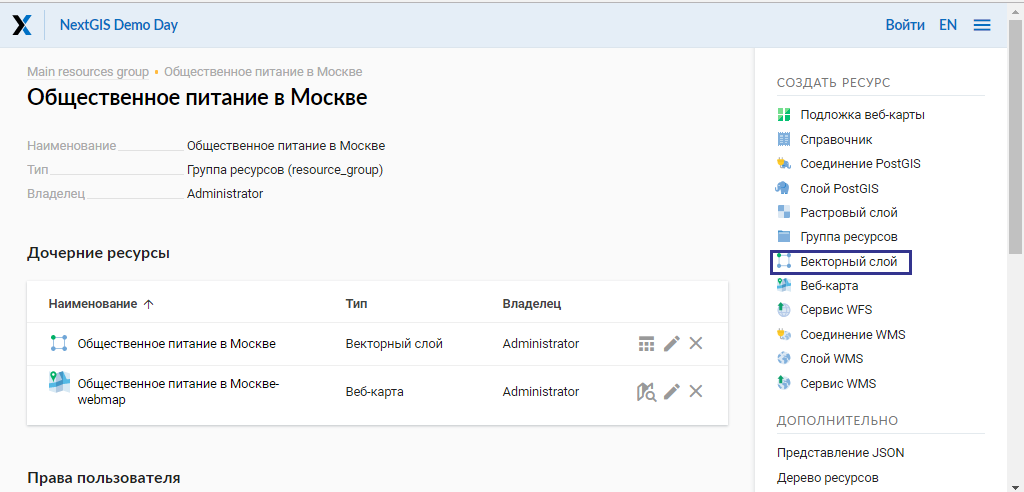 NextGIS Demo Day
Войти EN
Main resources group • Общественное питание в Москве
Общественное питание в Москве
Наименование Общественное питание в Москве
Тип Группа ресурсов (resource_group)
Владелец Administrator
Дочерние ресурсы
Наименование ↑ Тип Владелец
Общественное питание в Москве Векторный слой Administrator
Общественное питание в Москве-
webmap Веб-карта Administrator
Права пользователя
СОЗДАТЬ РЕСУРС
Подложка веб-карты
Справочник
Соединение PostGIS
Слой PostGIS
Растровый слой
Группа ресурсов
Векторный слой
Веб-карта
Сервис WFS
Соединение WMS
Слой WMS
Сервис WMS
ДОПОЛНИТЕЛЬНО
Представление JSON
Дерево ресурсов